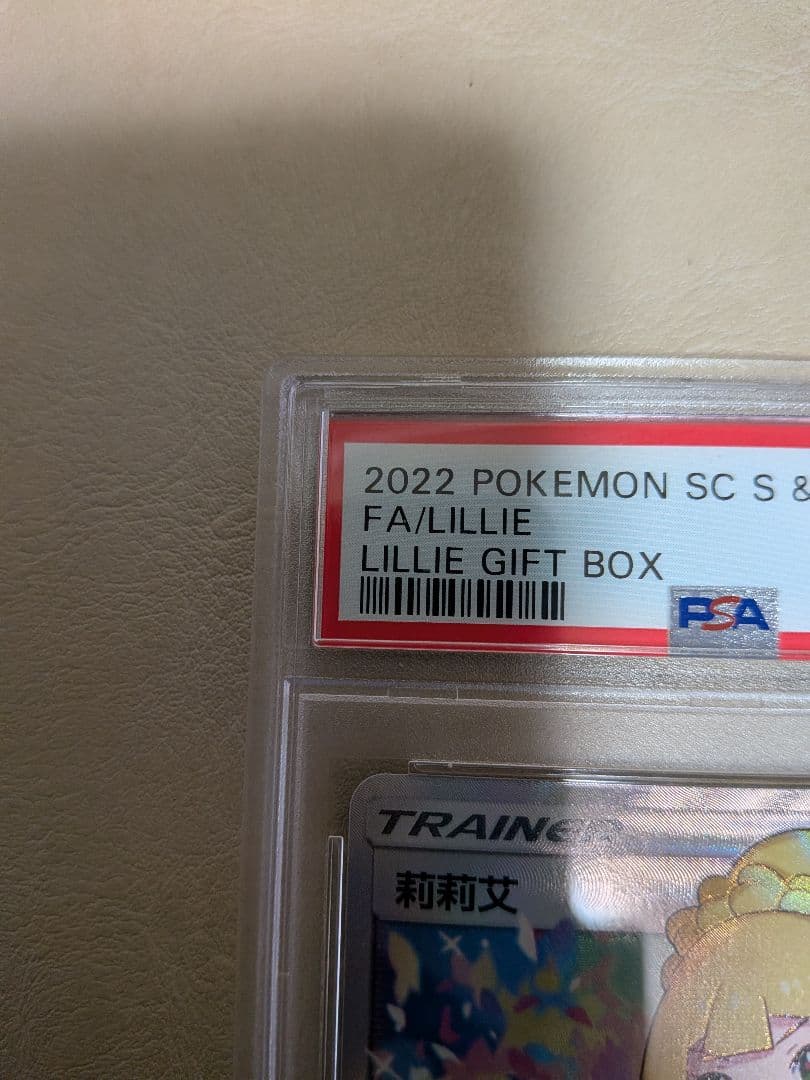 2022 POKEMON SC S &
FA/LILLIE
LILLIE GIFT BOX
PSA
TRAINER
莉莉艾